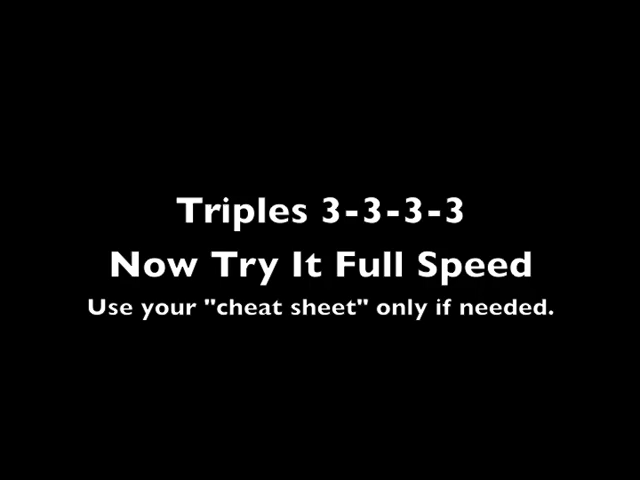 Triples 3-3-3-3
Now Try It Full Speed
Use your "cheat sheet" only if needed.